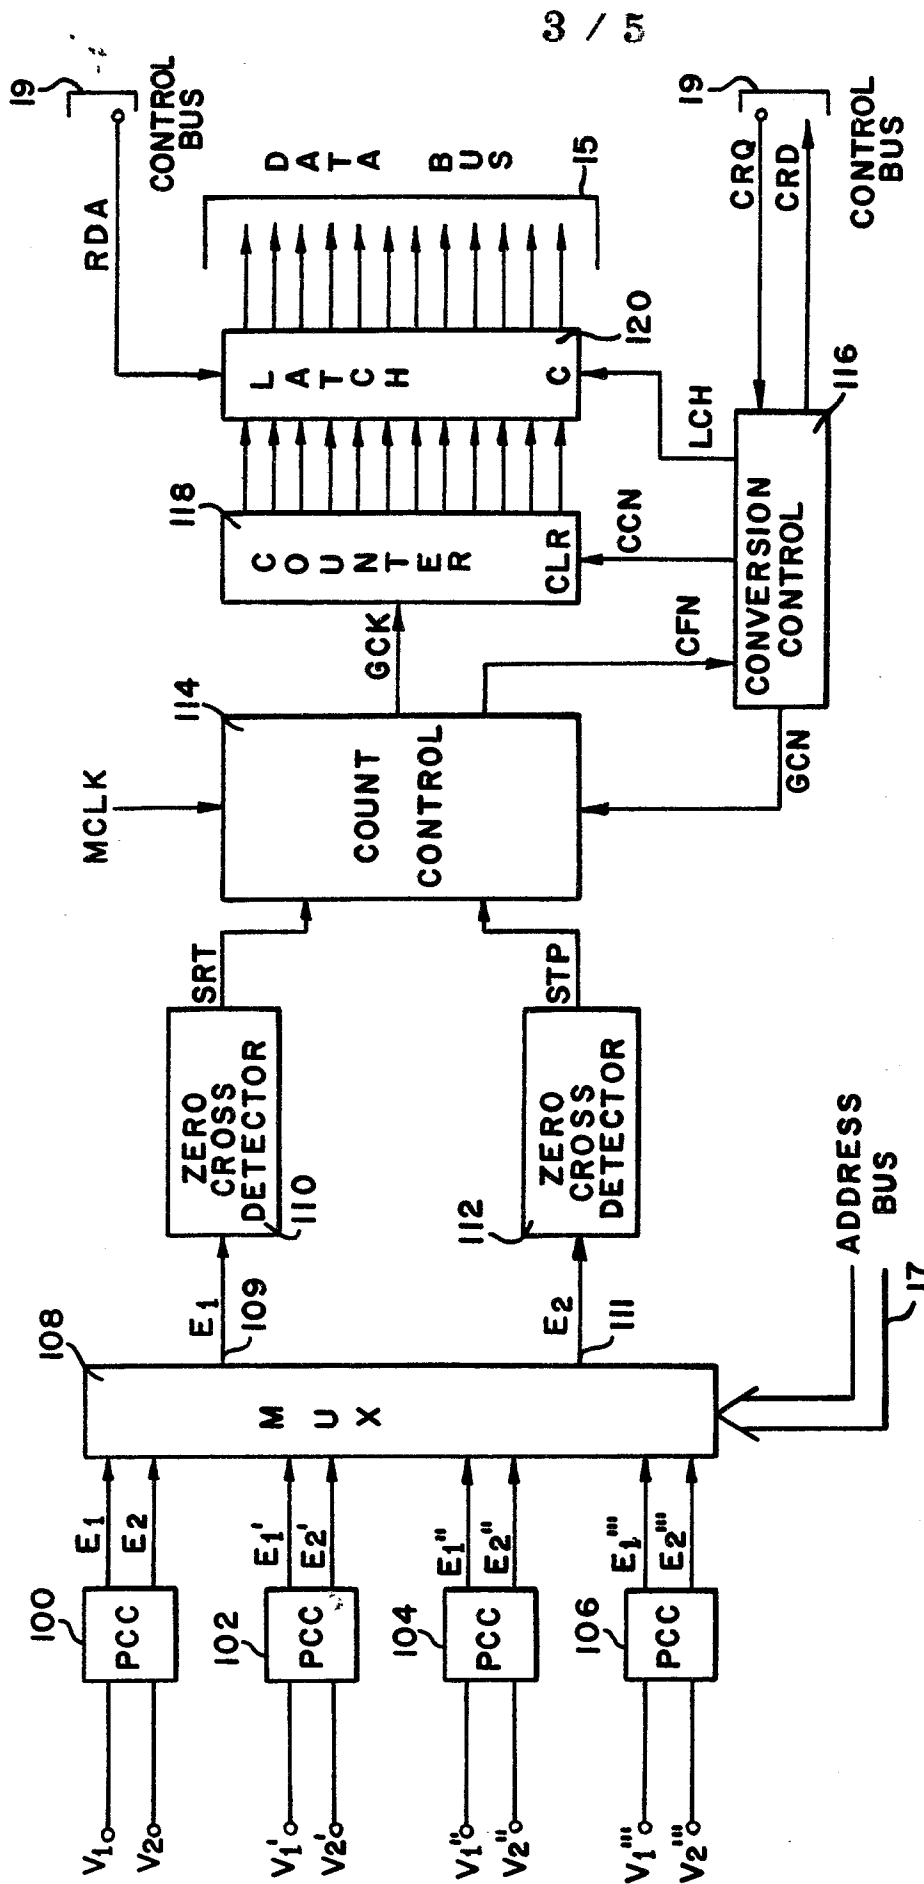 3 / 5
19
CONTROL
BUS
RDA
DATA BUS
15
LATCH
C
120
COUNTER
CLR
118
GCK
MCLK
114
COUNT
CONTROL
CFN
CCN
LCH
19
CONTROL
BUS
CRQ
CRD
116
CONVERSION
CONTROL
GCN
SRT
STP
ZERO
CROSS
DETECTOR
110
ZERO
CROSS
DETECTOR
112
E1
109
E2
111
108
MUX
ADDRESS
BUS
17
100
PCC
E1
E2
V1
V2
102
PCC
E1'
E2'
V1'
V2'
104
PCC
E1"
E2"
V1"
V2"
106
PCC
E1'''
E2'''
V1'''
V2'''